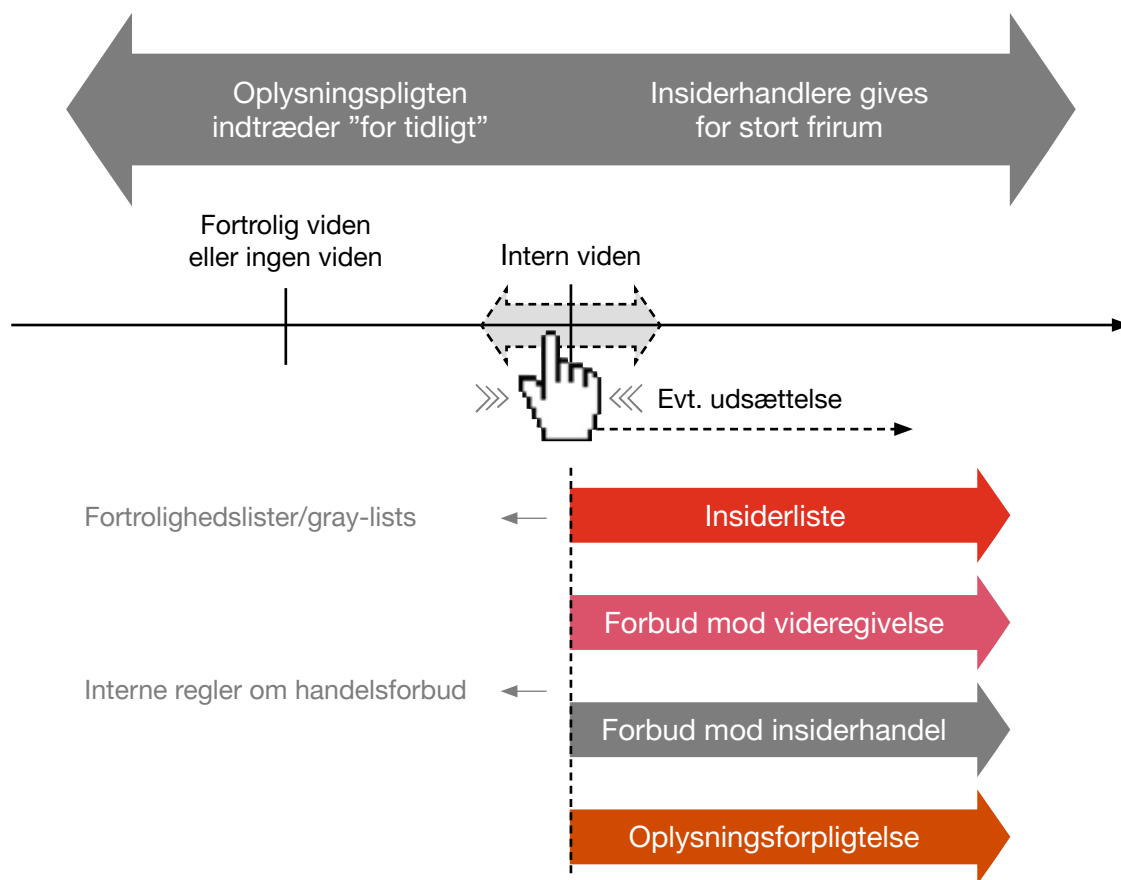 Oplysningspligten
indtræder ”for tidligt”
Insiderhandlere gives
for stort frirum
Fortrolig viden
eller ingen viden
Intern viden
Evt. udsættelse
Fortrolighedslister/gray-lists
Insiderliste
Forbud mod videregivelse
Interne regler om handelsforbud
Forbud mod insiderhandel
Oplysningsforpligtelse